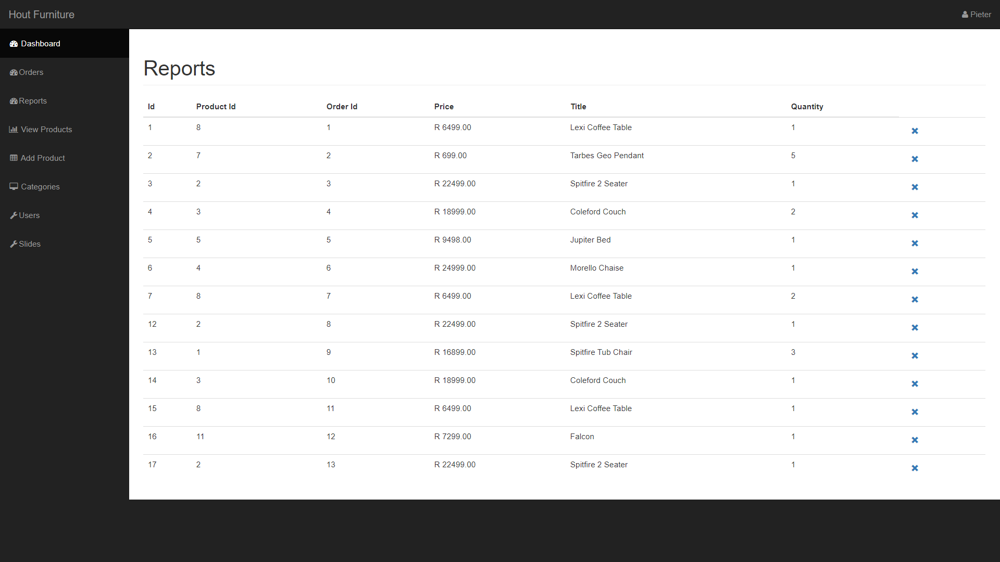 Hout Furniture
Pieter
Dashboard
Orders
Reports
View Products
Add Product
Categories
Users
Slides
Reports
Id Product Id Order Id Price Title Quantity
1 8 1 R 6499.00 Lexi Coffee Table 1
2 7 2 R 699.00 Tarbes Geo Pendant 5
3 2 3 R 22499.00 Spitfire 2 Seater 1
4 3 4 R 18999.00 Coleford Couch 2
5 5 5 R 9498.00 Jupiter Bed 1
6 4 6 R 24999.00 Morello Chaise 1
7 8 7 R 6499.00 Lexi Coffee Table 2
12 2 8 R 22499.00 Spitfire 2 Seater 1
13 1 9 R 16899.00 Spitfire Tub Chair 3
14 3 10 R 18999.00 Coleford Couch 1
15 8 11 R 6499.00 Lexi Coffee Table 1
16 11 12 R 7299.00 Falcon 1
17 2 13 R 22499.00 Spitfire 2 Seater 1